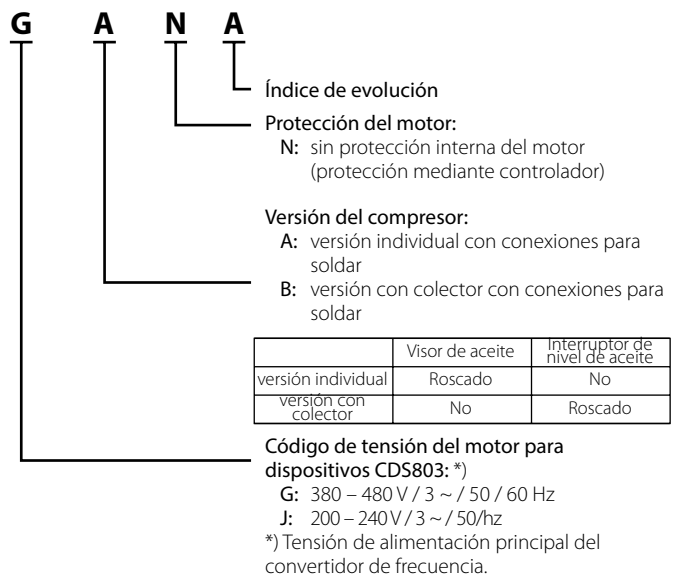 G A N A
Índice de evolución
Protección del motor:
N: sin protección interna del motor
(protección mediante controlador)
Versión del compresor:
A: versión individual con conexiones para
soldar
B: versión con colector con conexiones para
soldar
Visor de aceite Interruptor de
nivel de aceite
versión individual Roscado No
versión con
colector No Roscado
Código de tensión del motor para
dispositivos CDS803: *)
G: 380 – 480 V / 3 ~ / 50 / 60 Hz
J: 200 – 240 V / 3 ~ / 50/hz
*) Tensión de alimentación principal del
convertidor de frecuencia.